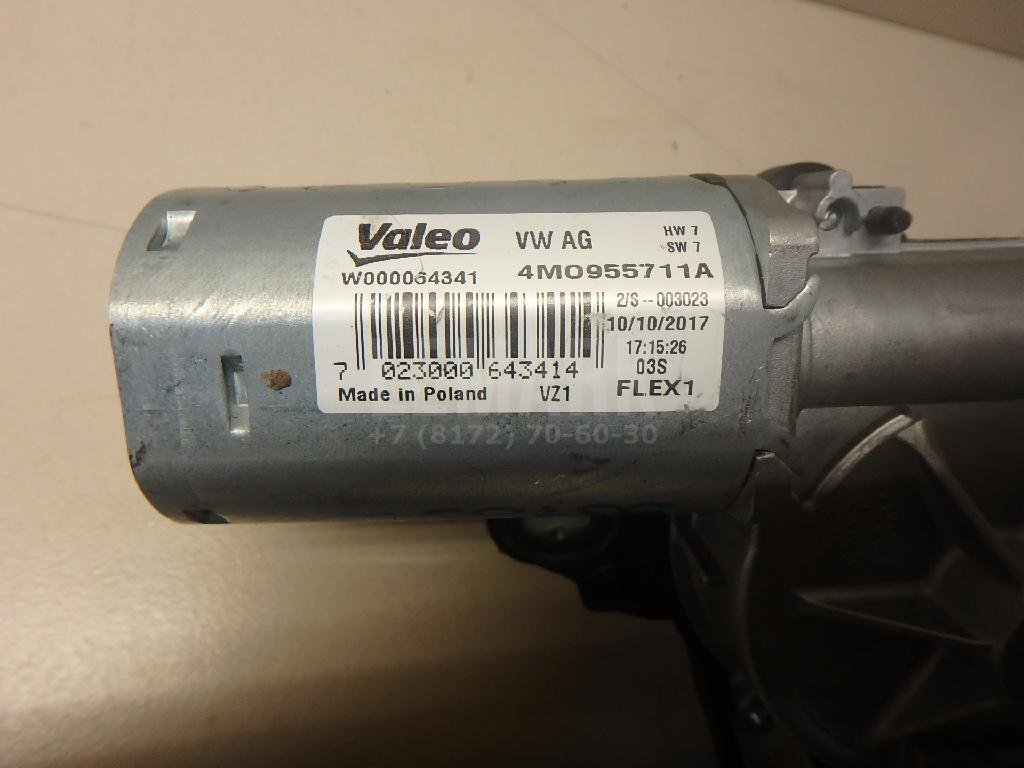 Valeo VW AG HW 7
SW 7
W000064341 4M0955711A
2/S--003023
10/10/2017
17:15:26
7 023000 643414 03S
Made in Poland VZ1 FLEX1
+7 (8172) 70-60-30